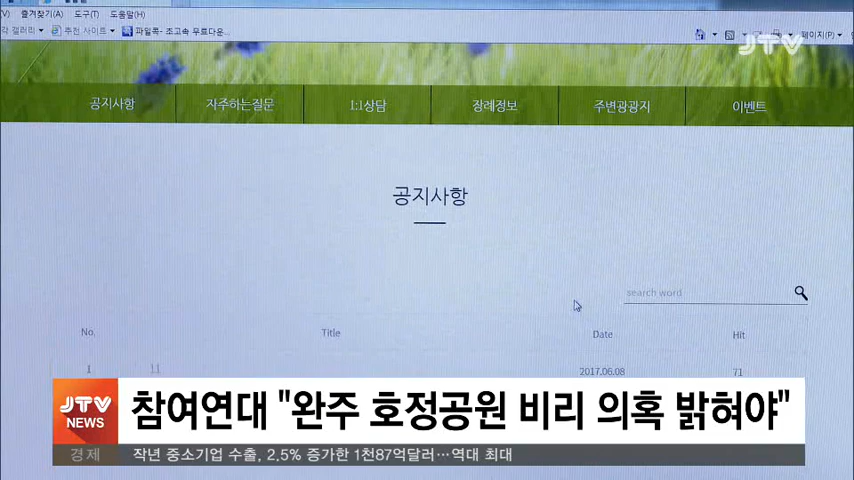 즐겨찾기(A) 도구(T) 도움말(H)
각 갤러리 추천 사이트 파일콕- 초고속 무료다운...
페이지(P)
JTV
공지사항 자주하는질문 1:1상담 장례정보 주변관광지 이벤트
공지사항
search word
No. Title Date Hit
1 11 2017.06.08 71
JTV NEWS
참여연대 "완주 호정공원 비리 의혹 밝혀야"
경제 작년 중소기업 수출, 2.5% 증가한 1천87억달러…역대 최대